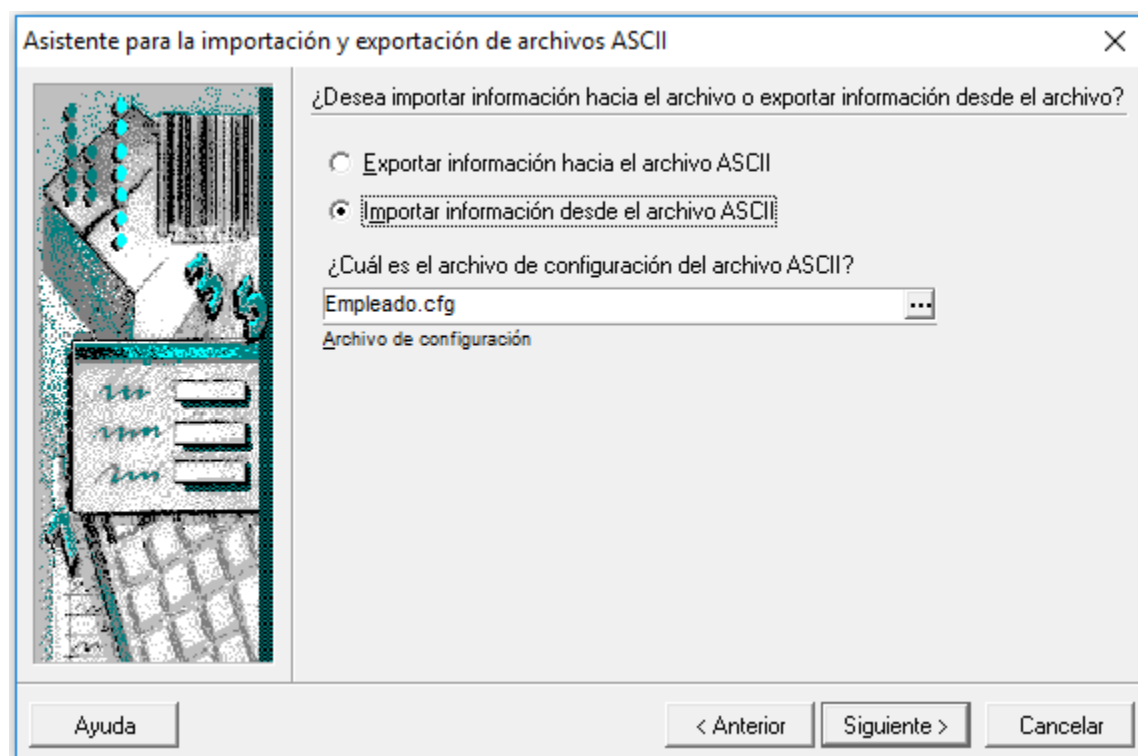 Asistente para la importación y exportación de archivos ASCII
¿Desea importar información hacia el archivo o exportar información desde el archivo?
Exportar información hacia el archivo ASCII
Importar información desde el archivo ASCII
¿Cuál es el archivo de configuración del archivo ASCII?
Empleado.cfg
...
Archivo de configuración
Ayuda
< Anterior
Siguiente >
Cancelar